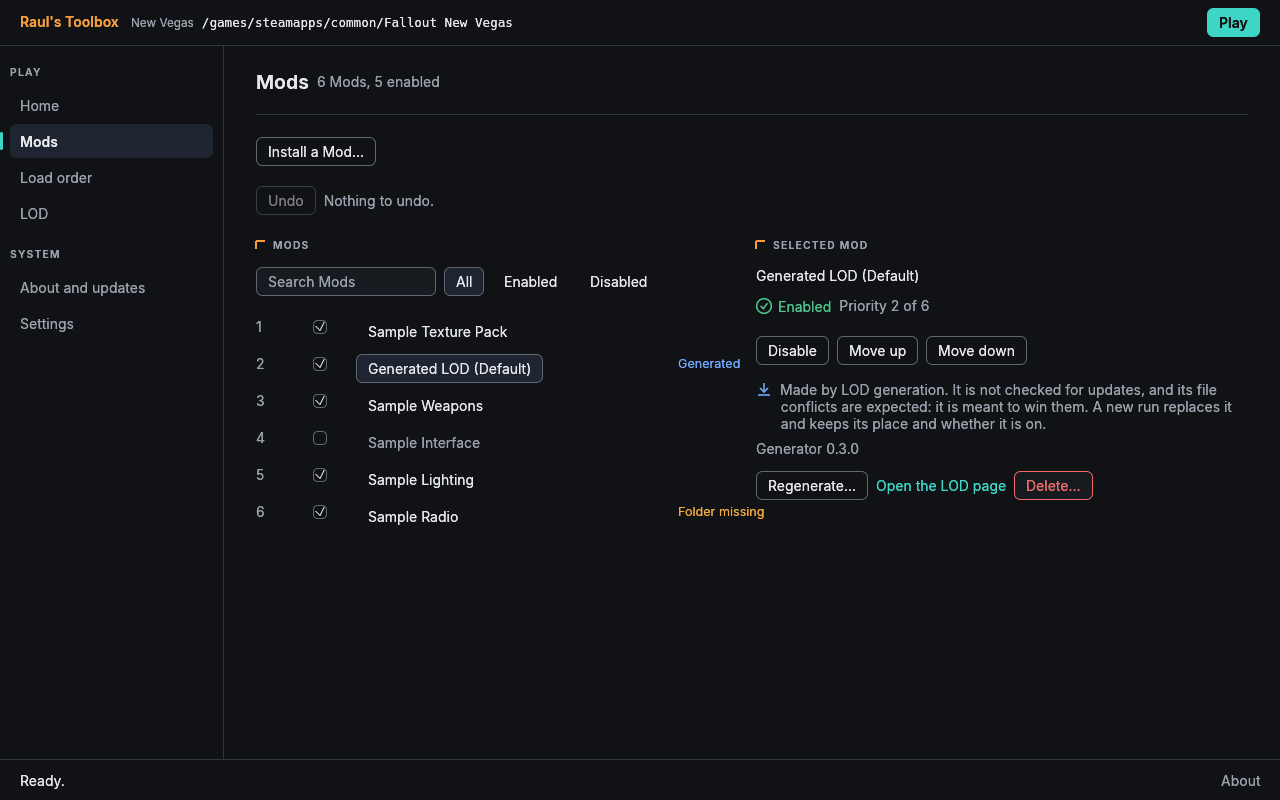 Raul's Toolbox New Vegas /games/steamapps/common/Fallout New Vegas Play
PLAY
Home
Mods
Load order
LOD
SYSTEM
About and updates
Settings
Mods 6 Mods, 5 enabled
Install a Mod...
Undo Nothing to undo.
MODS
Search Mods All Enabled Disabled
1 Sample Texture Pack
2 Generated LOD (Default) Generated
3 Sample Weapons
4 Sample Interface
5 Sample Lighting
6 Sample Radio Folder missing
SELECTED MOD
Generated LOD (Default)
Enabled Priority 2 of 6
Disable Move up Move down
Made by LOD generation. It is not checked for updates, and its file
conflicts are expected: it is meant to win them. A new run replaces it
and keeps its place and whether it is on.
Generator 0.3.0
Regenerate... Open the LOD page Delete...
Ready. About